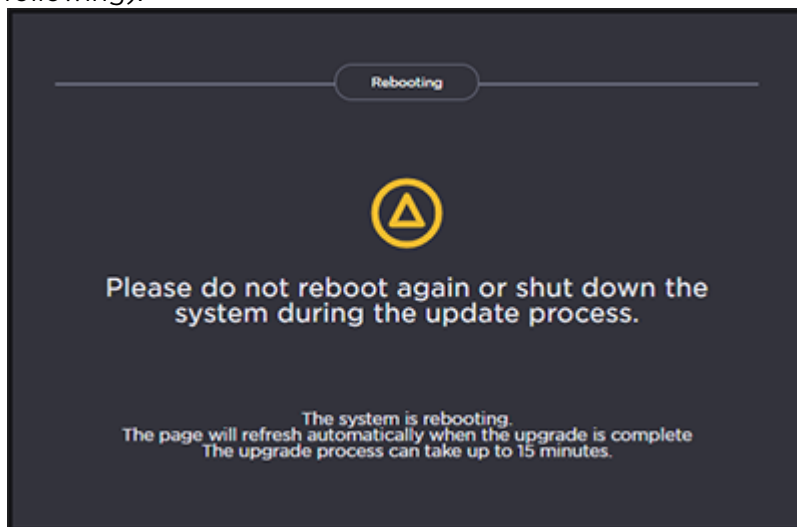 following).
Rebooting
Please do not reboot again or shut down the
system during the update process.
The system is rebooting.
The page will refresh automatically when the upgrade is complete
The upgrade process can take up to 15 minutes.